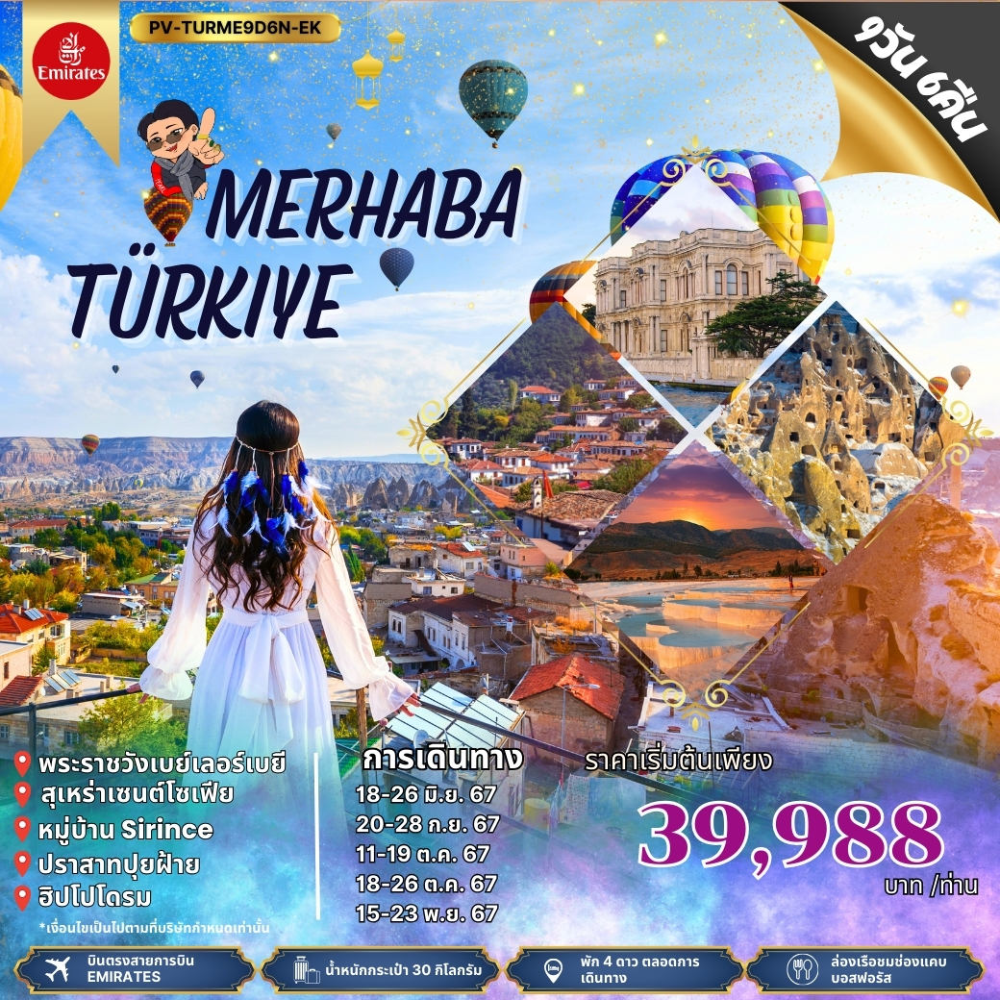 PV-TURME9D6N-EK
Emirates
9วัน 6คืน
MERHABA
TÜRKIYE
พระราชวังเบย์เลอร์เบยี
สุเหร่าเซนต์โซเฟีย
หมู่บ้าน Sirince
ปราสาทปุยฝ้าย
ฮิปโปโดรม
*เงื่อนไขเป็นไปตามที่บริษัทกำหนดเท่านั้น
การเดินทาง
18-26 มิ.ย. 67
20-28 ก.ย. 67
11-19 ต.ค. 67
18-26 ต.ค. 67
15-23 พ.ย. 67
ราคาเริ่มต้นเพียง
39,988
บาท /ท่าน
บินตรงสายการบิน
EMIRATES
น้ำหนักกระเป๋า 30 กิโลกรัม
พัก 4 ดาว ตลอดการ
เดินทาง
ล่องเรือชมช่องแคบ
บอสฟอรัส